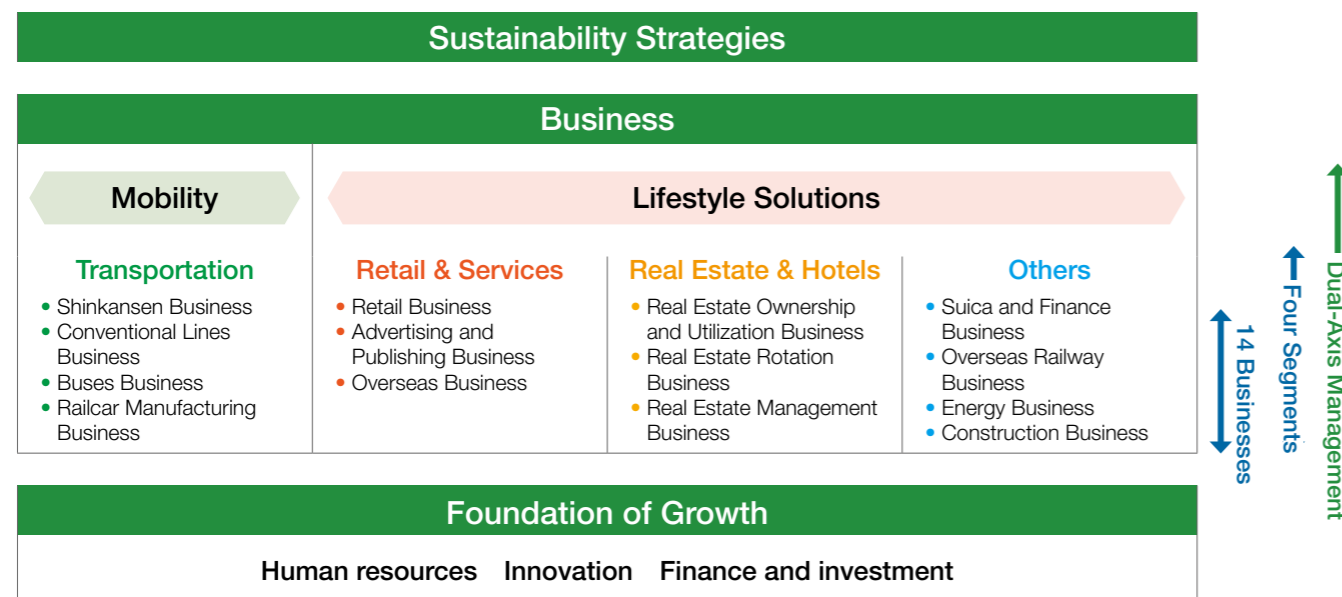 Sustainability Strategies
Business
Mobility
Lifestyle Solutions
Transportation
• Shinkansen Business
• Conventional Lines
Business
• Buses Business
• Railcar Manufacturing
Business
Retail & Services
• Retail Business
• Advertising and
Publishing Business
• Overseas Business
Real Estate & Hotels
• Real Estate Ownership
and Utilization Business
• Real Estate Rotation
Business
• Real Estate Management
Business
Others
• Suica and Finance
Business
• Overseas Railway
Business
• Energy Business
• Construction Business
14 Businesses
Four Segments
Dual-Axis Management
Foundation of Growth
Human resources Innovation Finance and investment